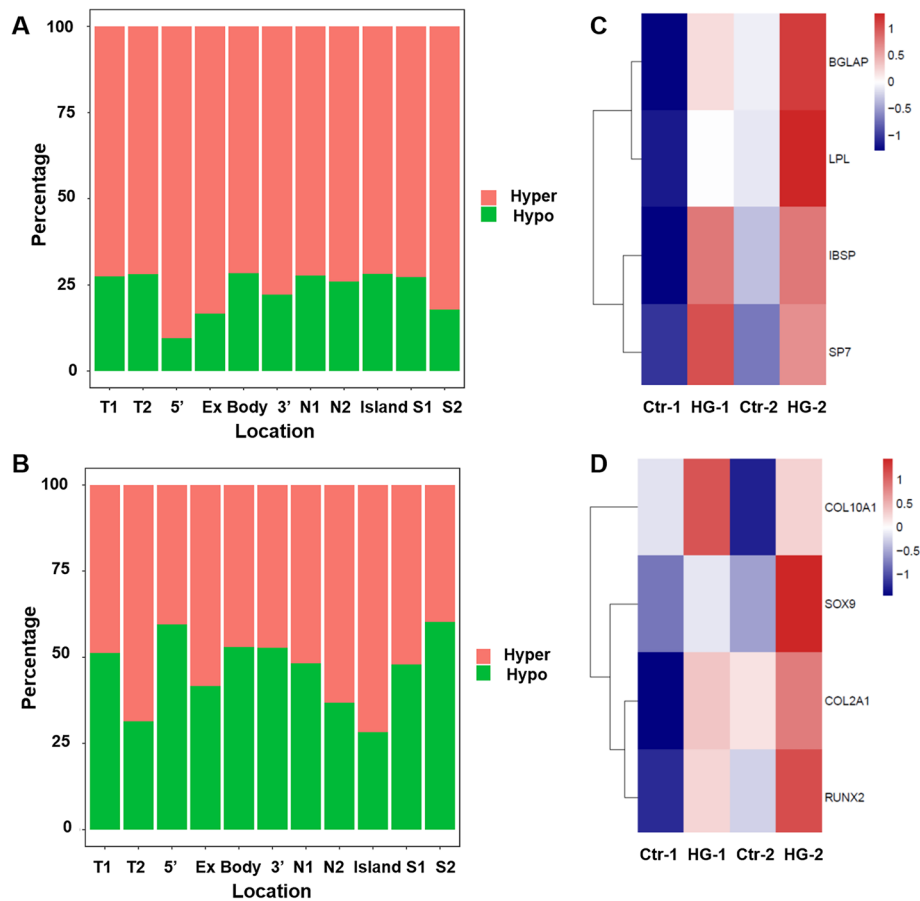 A
100
75
50
25
0
Percentage
T1 T2 5’ Ex Body 3’ N1 N2 Island S1 S2
Location
Hyper
Hypo
C
BGLAP
LPL
IBSP
SP7
1
0.5
0
−0.5
−1
Ctr-1 HG-1 Ctr-2 HG-2
B
100
75
50
25
0
Percentage
T1 T2 5’ Ex Body 3’ N1 N2 Island S1 S2
Location
Hyper
Hypo
D
COL10A1
SOX9
COL2A1
RUNX2
1
0.5
0
−0.5
−1
Ctr-1 HG-1 Ctr-2 HG-2